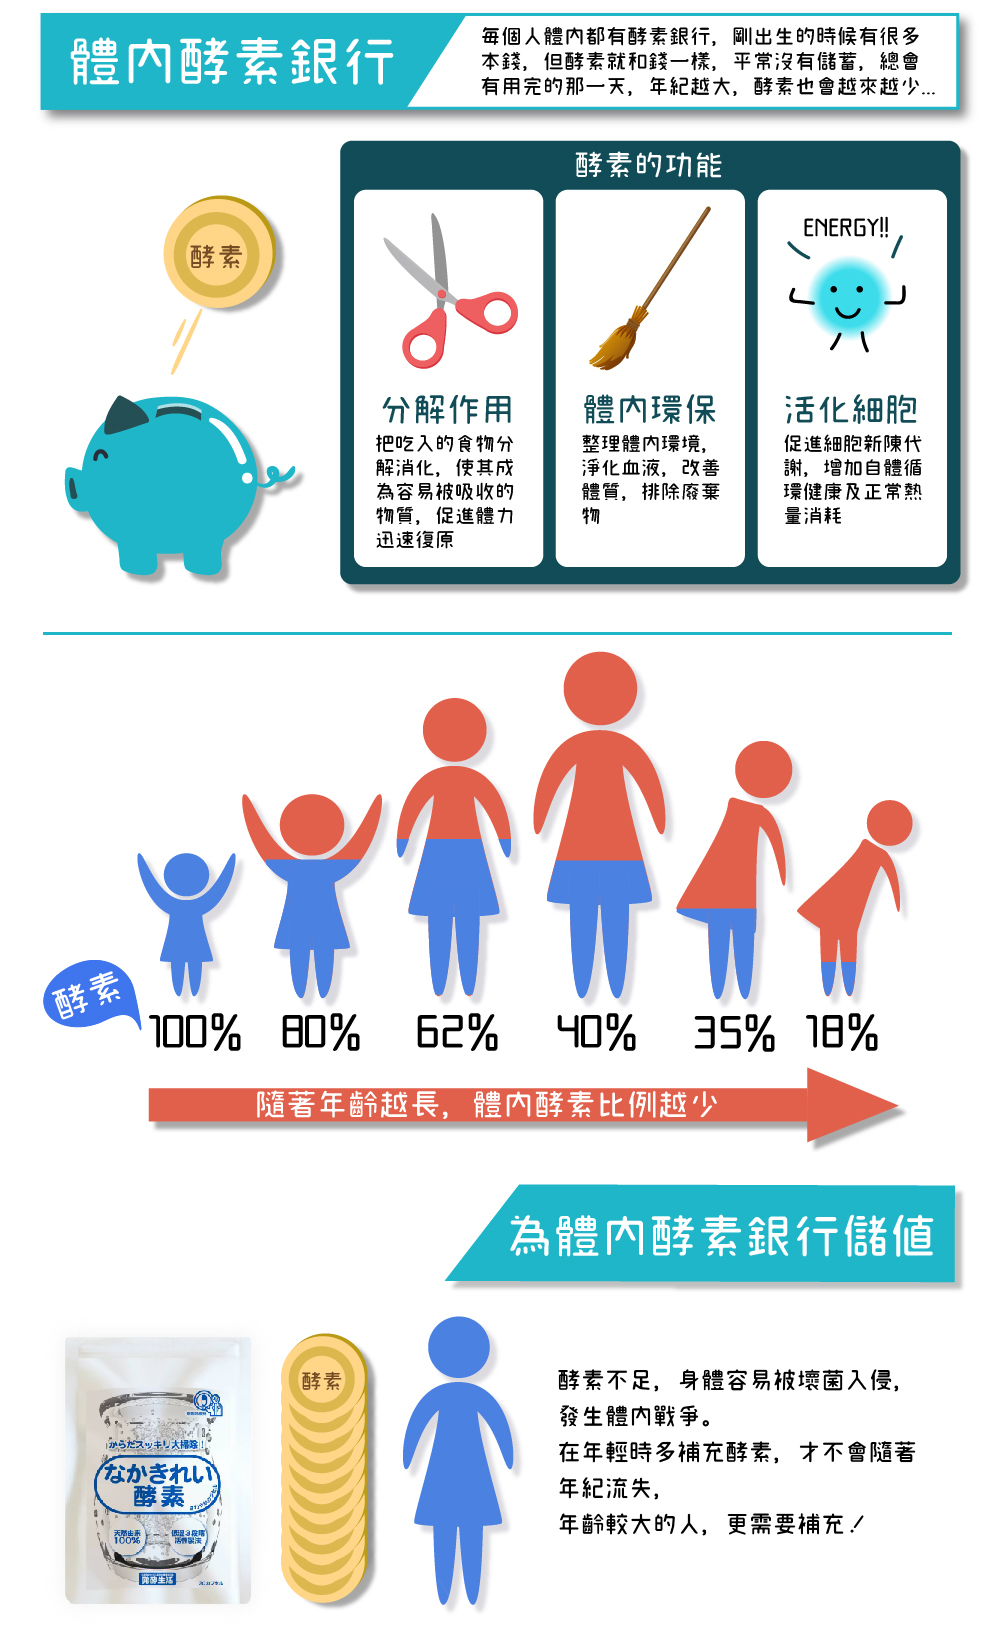 體內酵素銀行
每個人體內都有酵素銀行，剛出生的時候有很多
本錢，但酵素就和錢一樣，平常沒有儲蓄，總會
有用完的那一天，年紀越大，酵素也會越來越少...
酵素
酵素的功能
分解作用
把吃入的食物分
解消化，使其成
為容易被吸收的
物質，促進體力
迅速復原
體內環保
整理體內環境，
淨化血液，改善
體質，排除廢棄
物
ENERGY!!
活化細胞
促進細胞新陳代
謝，增加自體循
環健康及正常熱
量消耗
酵素
100% 80% 62% 40% 35% 18%
隨著年齡越長，體內酵素比例越少
為體內酵素銀行儲值
からだスッキリ大掃除！
なかきれい
酵素
天然由来
100%
低温3段階
活性製法
酵素
酵素不足，身體容易被壞菌入侵，
發生體內戰爭。
在年輕時多補充酵素，才不會隨著
年紀流失，
年齡較大的人，更需要補充！